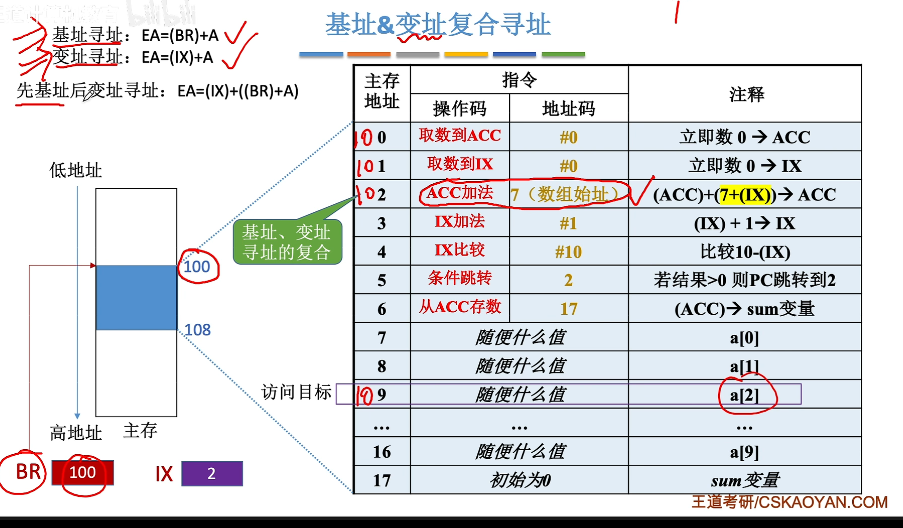 bilibili
基址&变址复合寻址
基址寻址：EA=(BR)+A
变址寻址：EA=(IX)+A
先基址后变址寻址：EA=(IX)+((BR)+A)
主存地址 指令 注释
操作码 地址码
10 0 取数到ACC #0 立即数 0 → ACC
10 1 取数到IX #0 立即数 0 → IX
10 2 ACC加法 7（数组始址） (ACC)+(7+(IX))→ ACC
3 IX加法 #1 (IX) + 1→ IX
4 IX比较 #10 比较10-(IX)
5 条件跳转 2 若结果>0 则PC跳转到2
6 从ACC存数 17 (ACC)→ sum变量
7 随便什么值 a[0]
8 随便什么值 a[1]
10 9 随便什么值 a[2]
... ... ...
16 随便什么值 a[9]
17 初始为0 sum变量
低地址
基址、变址
寻址的复合
100
108
访问目标
高地址 主存
BR 100 IX 2
王道考研/CSKAOYAN.COM